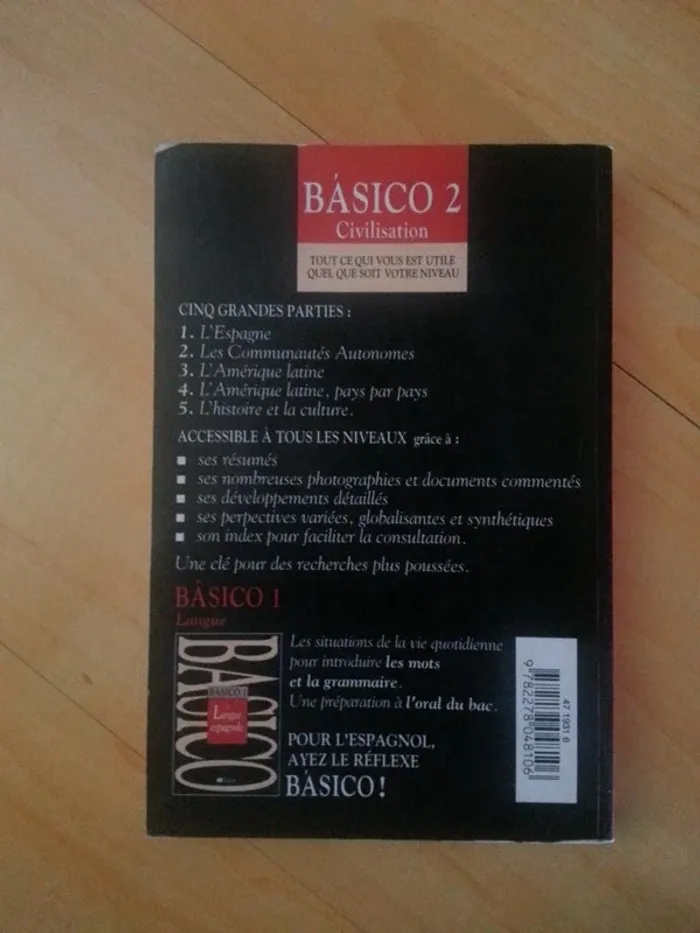 BÁSICO 2
Civilisation
TOUT CE QUI VOUS EST UTILE
QUEL QUE SOIT VOTRE NIVEAU
CINQ GRANDES PARTIES :
1. L'Espagne
2. Les Communautés Autonomes
3. L'Amérique latine
4. L'Amérique latine, pays par pays
5. L'histoire et la culture.
ACCESSIBLE À TOUS LES NIVEAUX grâce à :
■ ses résumés
■ ses nombreuses photographies et documents commentés
■ ses développements détaillés
■ ses perpectives variées, globalisantes et synthétiques
■ son index pour faciliter la consultation.
Une clé pour des recherches plus poussées.
BÁSICO 1
Langue
BASICO
BÁSICO 1
Langue
espagnole
Les situations de la vie quotidienne
pour introduire les mots
et la grammaire.
Une préparation à l'oral du bac.
POUR L'ESPAGNOL,
AYEZ LE RÉFLEXE
BÁSICO !
47 1931 6
9782278048106